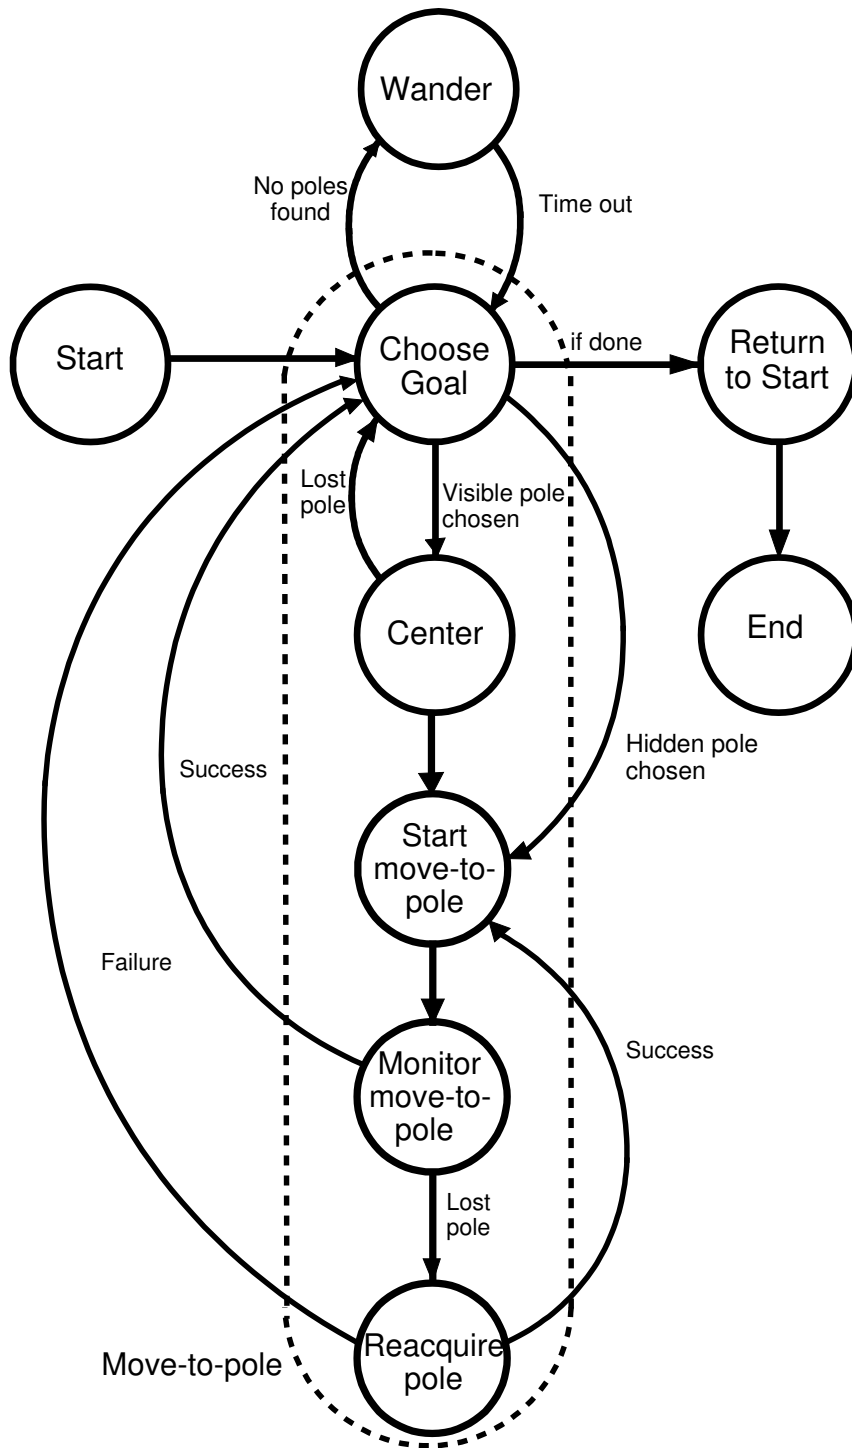 Wander
No poles
found
Time out
Start
Choose
Goal
if done
Return
to Start
Lost
pole
Visible pole
chosen
Center
End
Hidden pole
chosen
Success
Start
move-to-
pole
Failure
Monitor
move-to-
pole
Success
Lost
pole
Reacquire
pole
Move-to-pole